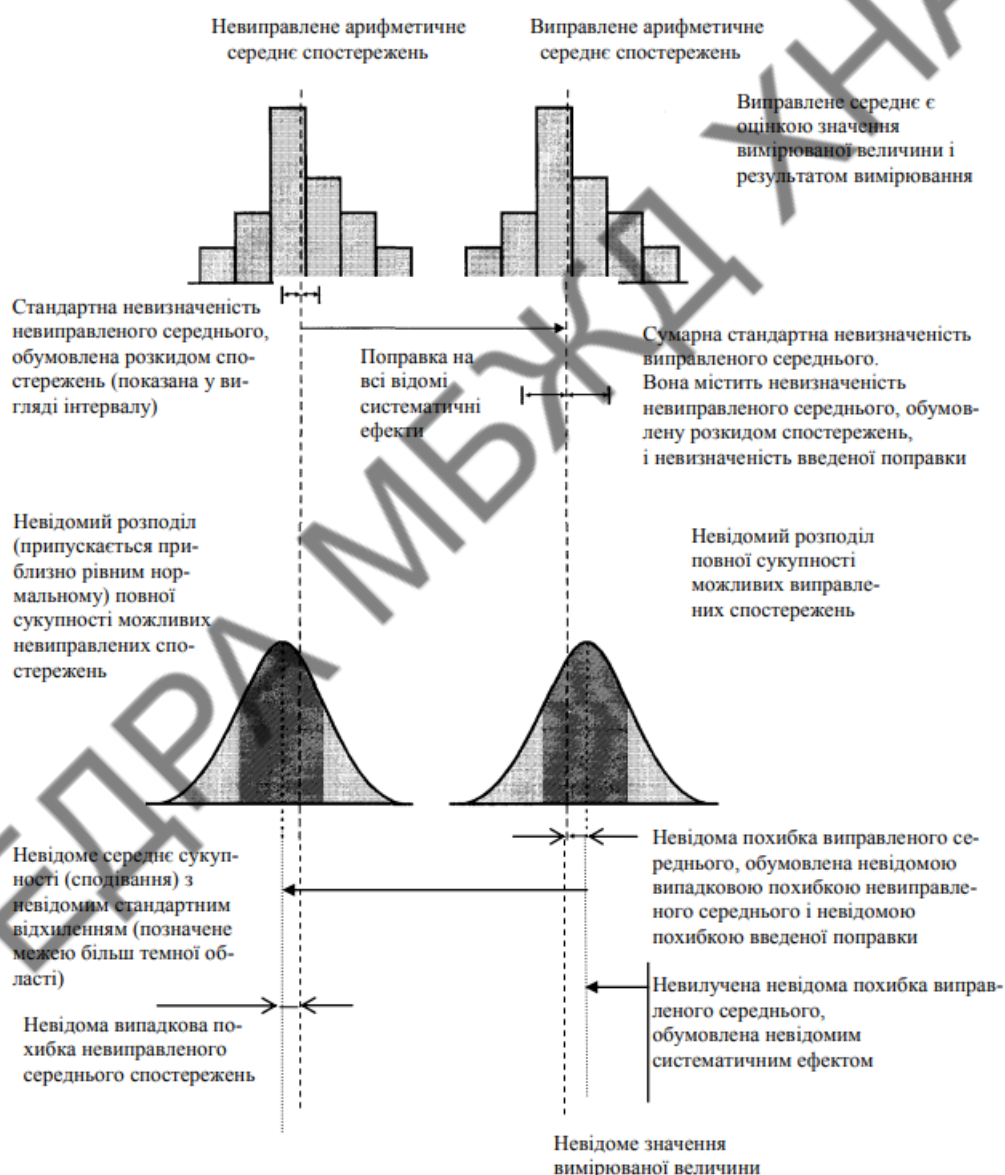 Невиправлене арифметичне
середнє спостережень
Виправлене арифметичне
середнє спостережень
Виправлене середнє є
оцінкою значення
вимірюваної величини і
результатом вимірювання
Стандартна невизначеність
невиправленого середнього,
обумовлена розкидом спо-
стережень (показана у ви-
гляді інтервалу)
Поправка на
всі відомі
систематичні
ефекти
Сумарна стандартна невизначеність
виправленого середнього.
Вона містить невизначеність
невиправленого середнього, обумов-
лену розкидом спостережень,
і невизначеність введеної поправки
Невідомий розподіл
(припускається при-
близно рівним нор-
мальному) повної
сукупності можливих
невиправлених спо-
стережень
Невідомий розподіл
повної сукупності
можливих виправле-
них спостережень
Невідоме середнє сукуп-
ності (сподівання) з
невідомим стандартним
відхиленням (позначене
межею більш темної об-
ласті)
Невідома похибка виправленого се-
реднього, обумовлена невідомою
випадковою похибкою невиправле-
ного середнього і невідомою
похибкою введеної поправки
Невилучена невідома похибка виправ-
леного середнього,
обумовлена невідомим
систематичним ефектом
Невідома випадкова по-
хибка невиправленого
середнього спостережень
Невідоме значення
вимірюваної величини
ЕДРА МБЖД ХНА